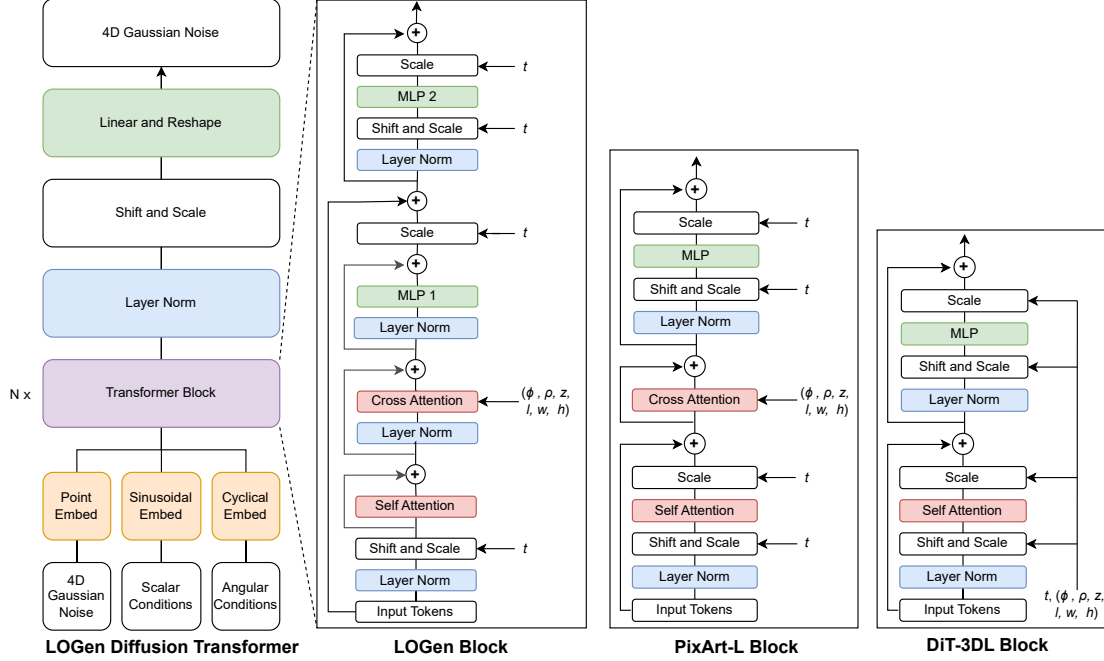 4D Gaussian Noise
Linear and Reshape
Shift and Scale
Layer Norm
N x
Transformer Block
Point
Embed
Sinusoidal
Embed
Cyclical
Embed
4D
Gaussian
Noise
Scalar
Conditions
Angular
Conditions
LOGen Diffusion Transformer
+
Scale
t
MLP 2
Shift and Scale
t
Layer Norm
+
Scale
t
+
MLP 1
Layer Norm
+
Cross Attention
(ϕ, ρ, z,
l, w, h)
Layer Norm
+
Self Attention
Shift and Scale
t
Layer Norm
Input Tokens
LOGen Block
+
Scale
t
MLP
Shift and Scale
t
Layer Norm
+
Cross Attention
(ϕ, ρ, z,
l, w, h)
+
Scale
t
Self Attention
Shift and Scale
t
Layer Norm
Input Tokens
PixArt-L Block
+
Scale
MLP
Shift and Scale
Layer Norm
+
Scale
Self Attention
Shift and Scale
Layer Norm
Input Tokens
t, (ϕ, ρ, z,
l, w, h)
DiT-3DL Block